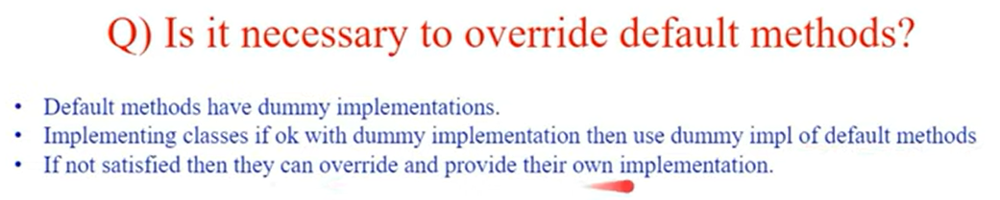 Q) Is it necessary to override default methods?
• Default methods have dummy implementations.
• Implementing classes if ok with dummy implementation then use dummy impl of default methods
• If not satisfied then they can override and provide their own implementation.